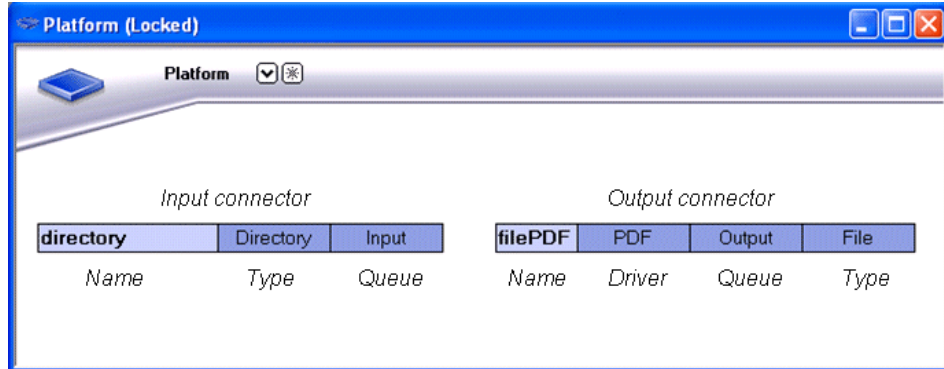 Platform (Locked)
Platform
Input connector
Output connector
directory Directory Input
filePDF PDF Output File
Name Type Queue
Name Driver Queue Type